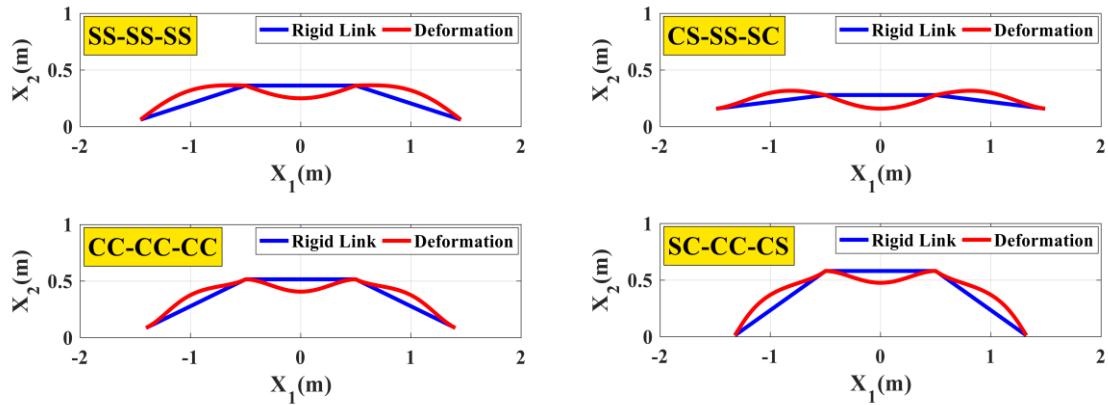 SS-SS-SS
Rigid Link Deformation
1
0.5
0
X2(m)
-2 -1 0 1 2
X1(m)
CS-SS-SC
Rigid Link Deformation
1
0.5
0
X2(m)
-2 -1 0 1 2
X1(m)
CC-CC-CC
Rigid Link Deformation
1
0.5
0
X2(m)
-2 -1 0 1 2
X1(m)
SC-CC-CS
Rigid Link Deformation
1
0.5
0
X2(m)
-2 -1 0 1 2
X1(m)